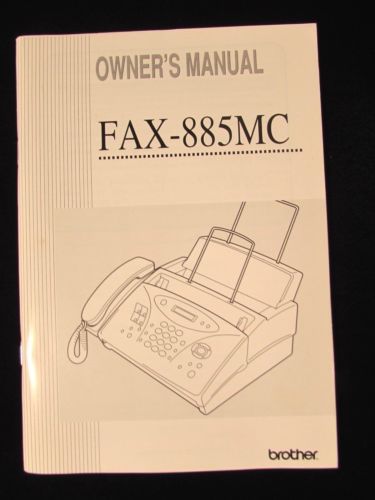 OWNER'S MANUAL
FAX-885MC
brother